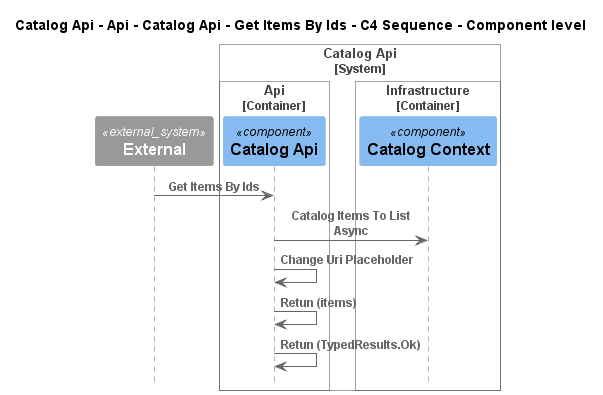 Catalog Api - Api - Catalog Api - Get Items By Ids - C4 Sequence - Component level
Catalog Api
[System]
Api
[Container]
Infrastructure
[Container]
«external_system»
External
«component»
Catalog Api
«component»
Catalog Context
Get Items By Ids
Catalog Items To List
Async
Change Uri Placeholder
Retun (items)
Retun (TypedResults.Ok)